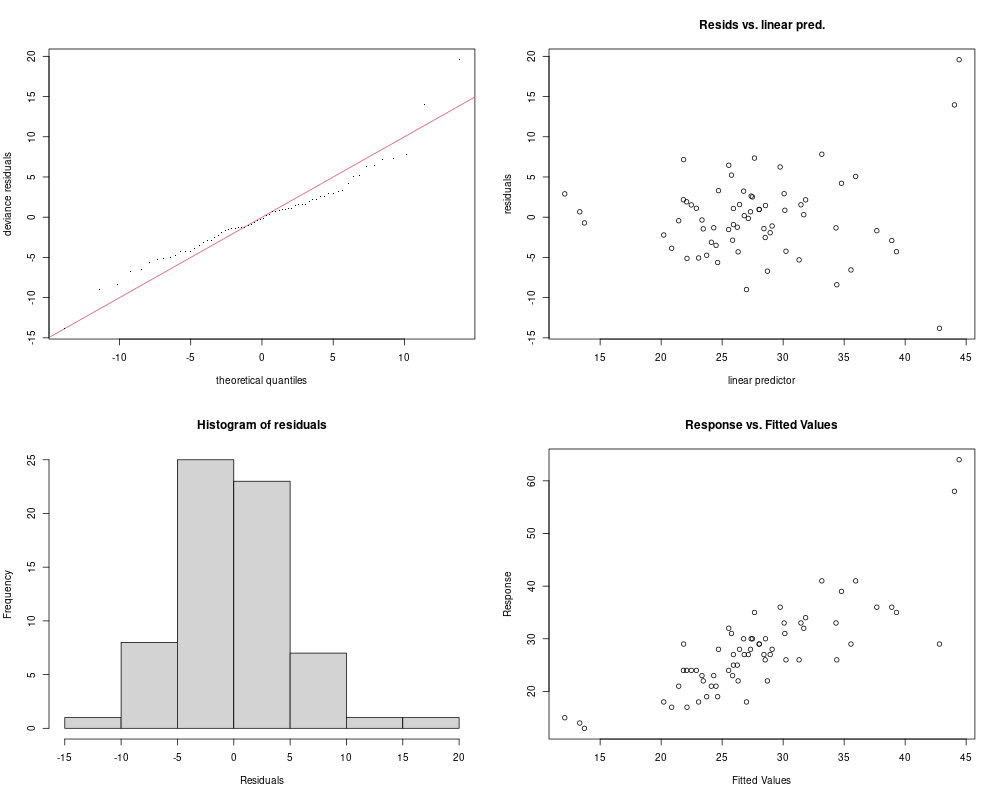 deviance residuals
20
15
10
5
0
-5
-10
-15
-10 -5 0 5 10
theoretical quantiles
Resids vs. linear pred.
residuals
20
15
10
5
0
-5
-10
-15
15 20 25 30 35 40 45
linear predictor
Histogram of residuals
Frequency
25
20
15
10
5
0
-15 -10 -5 0 5 10 15 20
Residuals
Response vs. Fitted Values
Response
60
50
40
30
20
15 20 25 30 35 40 45
Fitted Values